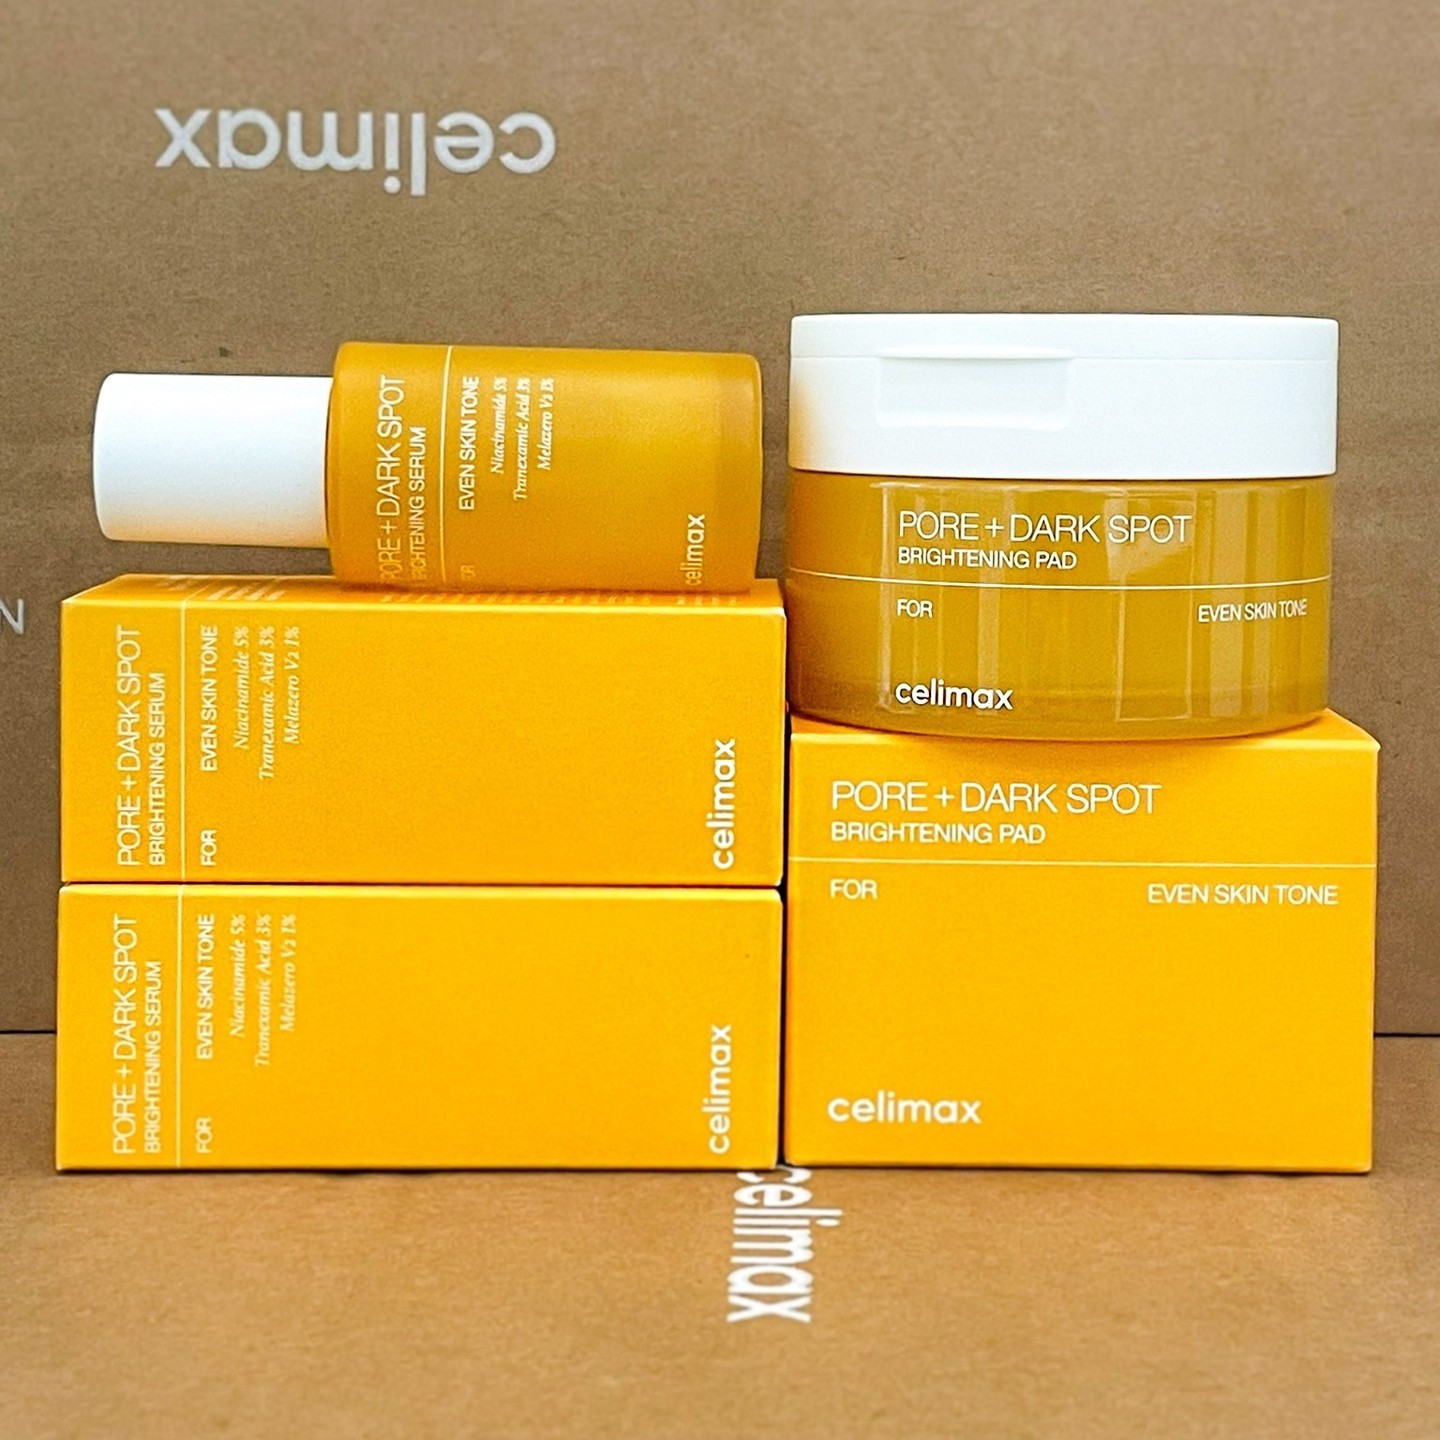 celimax
PORE + DARK SPOT
BRIGHTENING SERUM
FOR
EVEN SKIN TONE
Niacinamide 5%
Tranexamic Acid 3%
Melazero V2 1%
celimax
PORE + DARK SPOT
BRIGHTENING PAD
FOR
EVEN SKIN TONE
celimax
PORE + DARK SPOT
BRIGHTENING SERUM
FOR
EVEN SKIN TONE
Niacinamide 5%
Tranexamic Acid 3%
Melazero V2 1%
celimax
PORE + DARK SPOT
BRIGHTENING SERUM
FOR
EVEN SKIN TONE
Niacinamide 5%
Tranexamic Acid 3%
Melazero V2 1%
celimax
PORE + DARK SPOT
BRIGHTENING PAD
FOR EVEN SKIN TONE
celimax
celimax